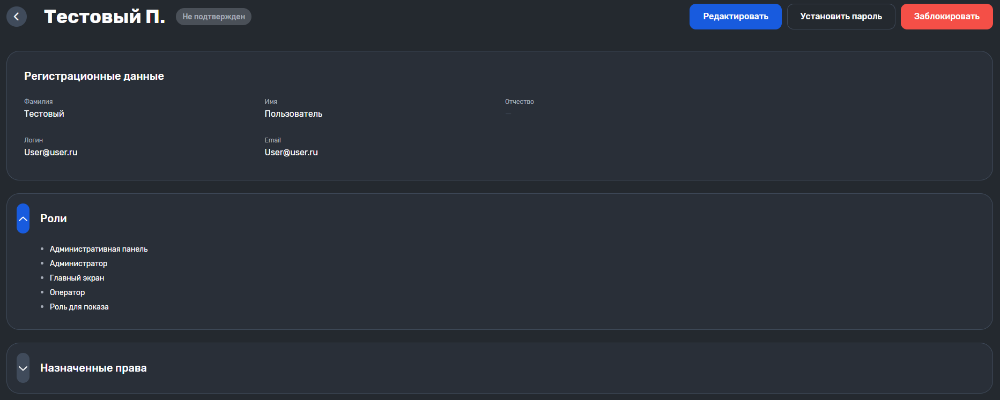 Тестовый П. Не подтвержден Редактировать Установить пароль Заблокировать
Регистрационные данные
Фамилия Имя Отчество
Тестовый Пользователь —
Логин Email
User@user.ru User@user.ru
Роли
• Административная панель
• Администратор
• Главный экран
• Оператор
• Роль для показа
Назначенные права